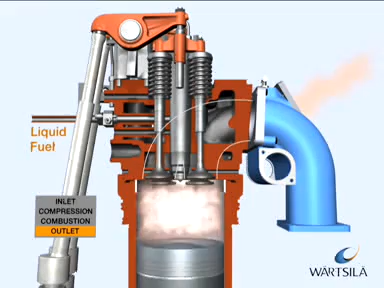 Liquid
Fuel
INLET
COMPRESSION
COMBUSTION
OUTLET
WÄRTSILÄ